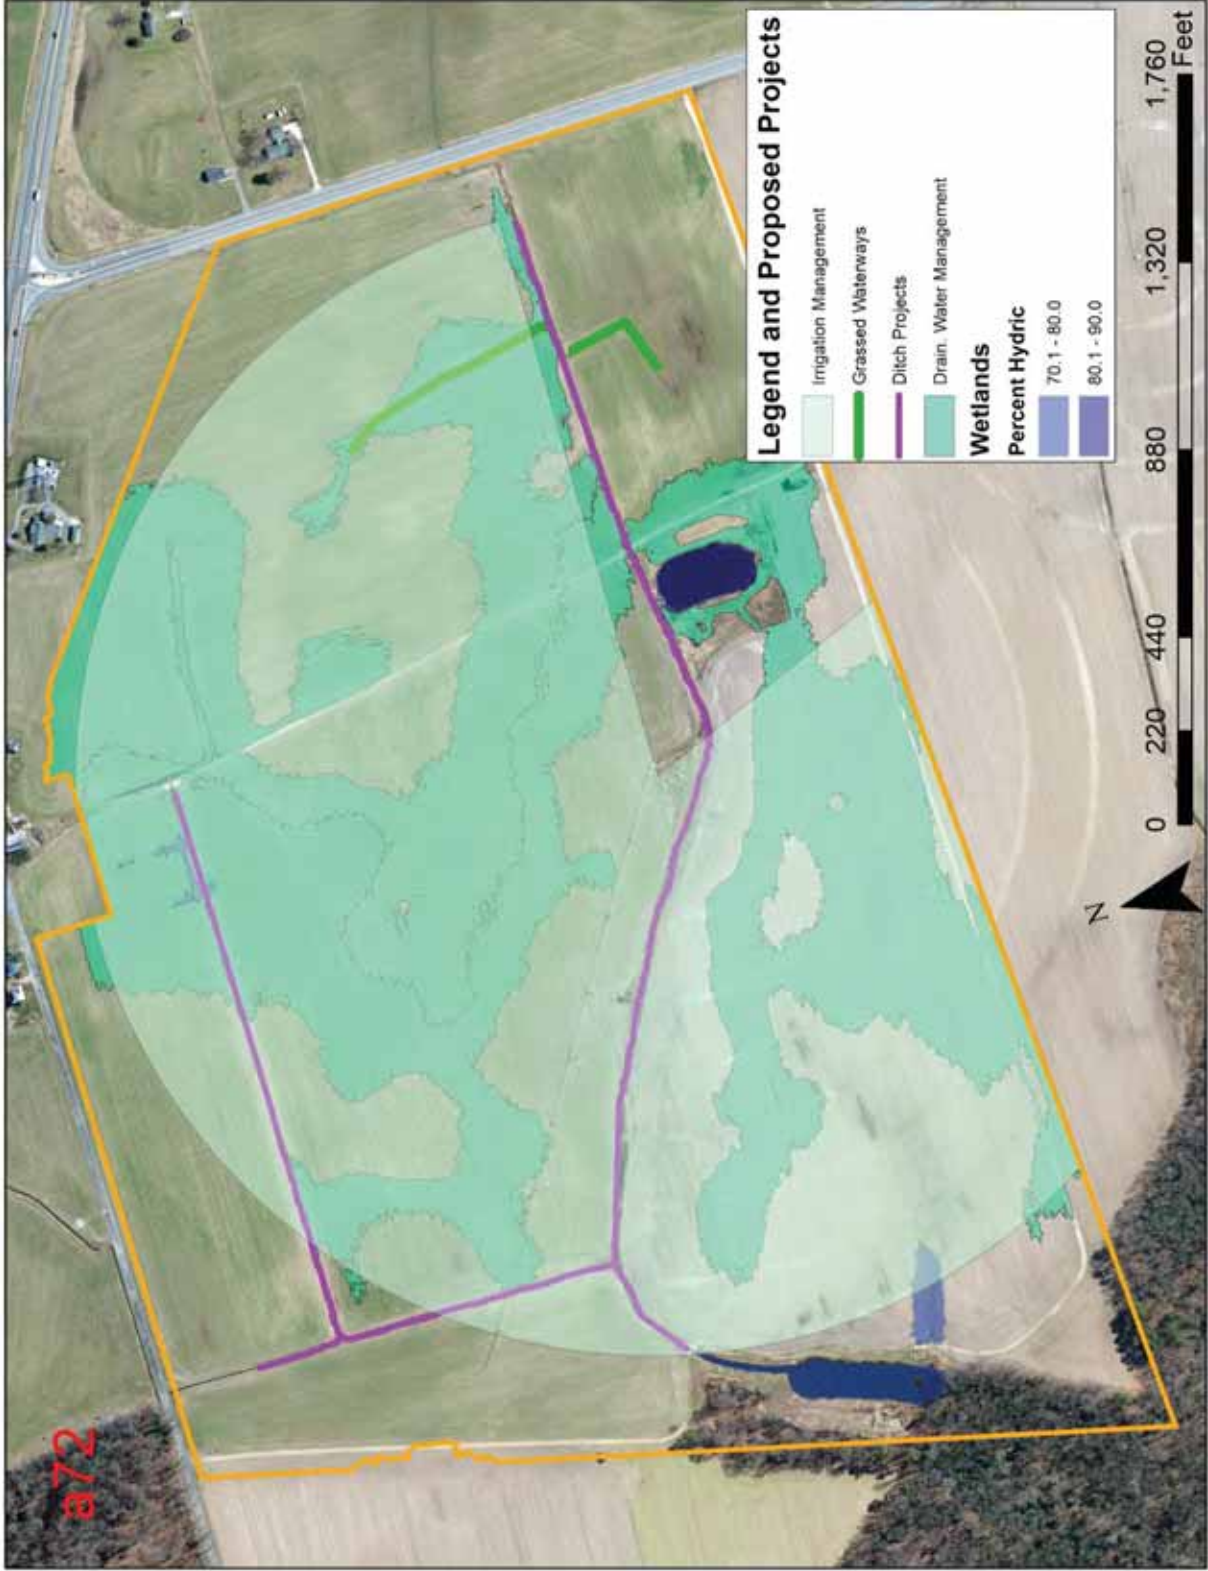 a72
Legend and Proposed Projects
Irrigation Management
Grassed Waterways
Ditch Projects
Drain. Water Management
Wetlands
Percent Hydric
70.1 - 80.0
80.1 - 90.0
N
0 220 440 880 1,320 1,760
Feet